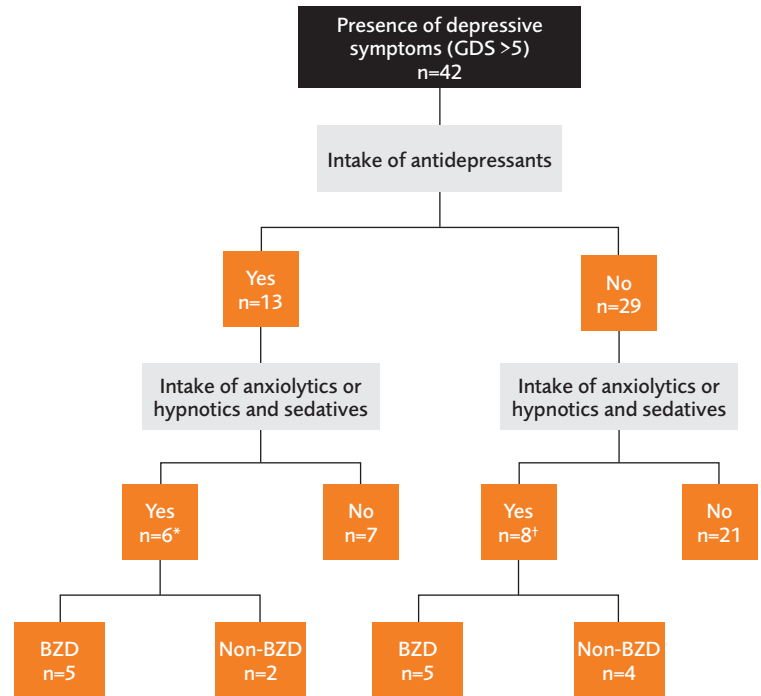 Presence of depressive
symptoms (GDS >5)
n=42
Intake of antidepressants
Yes
n=13
No
n=29
Intake of anxiolytics or
hypnotics and sedatives
Intake of anxiolytics or
hypnotics and sedatives
Yes
n=6*
No
n=7
Yes
n=8†
No
n=21
BZD
n=5
Non-BZD
n=2
BZD
n=5
Non-BZD
n=4